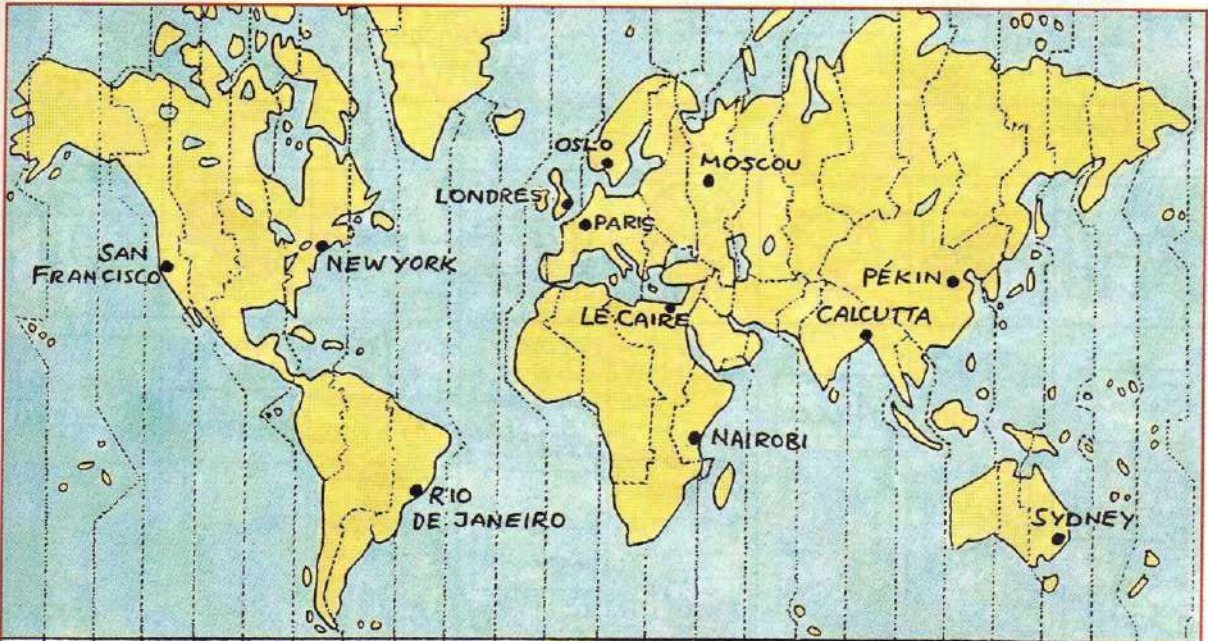 OSLO
MOSCOU
LONDRES
PARIS
SAN
FRANCISCO
NEW YORK
PÉKIN
LE CAIRE
CALCUTTA
NAIROBI
RIO
DE JANEIRO
SYDNEY